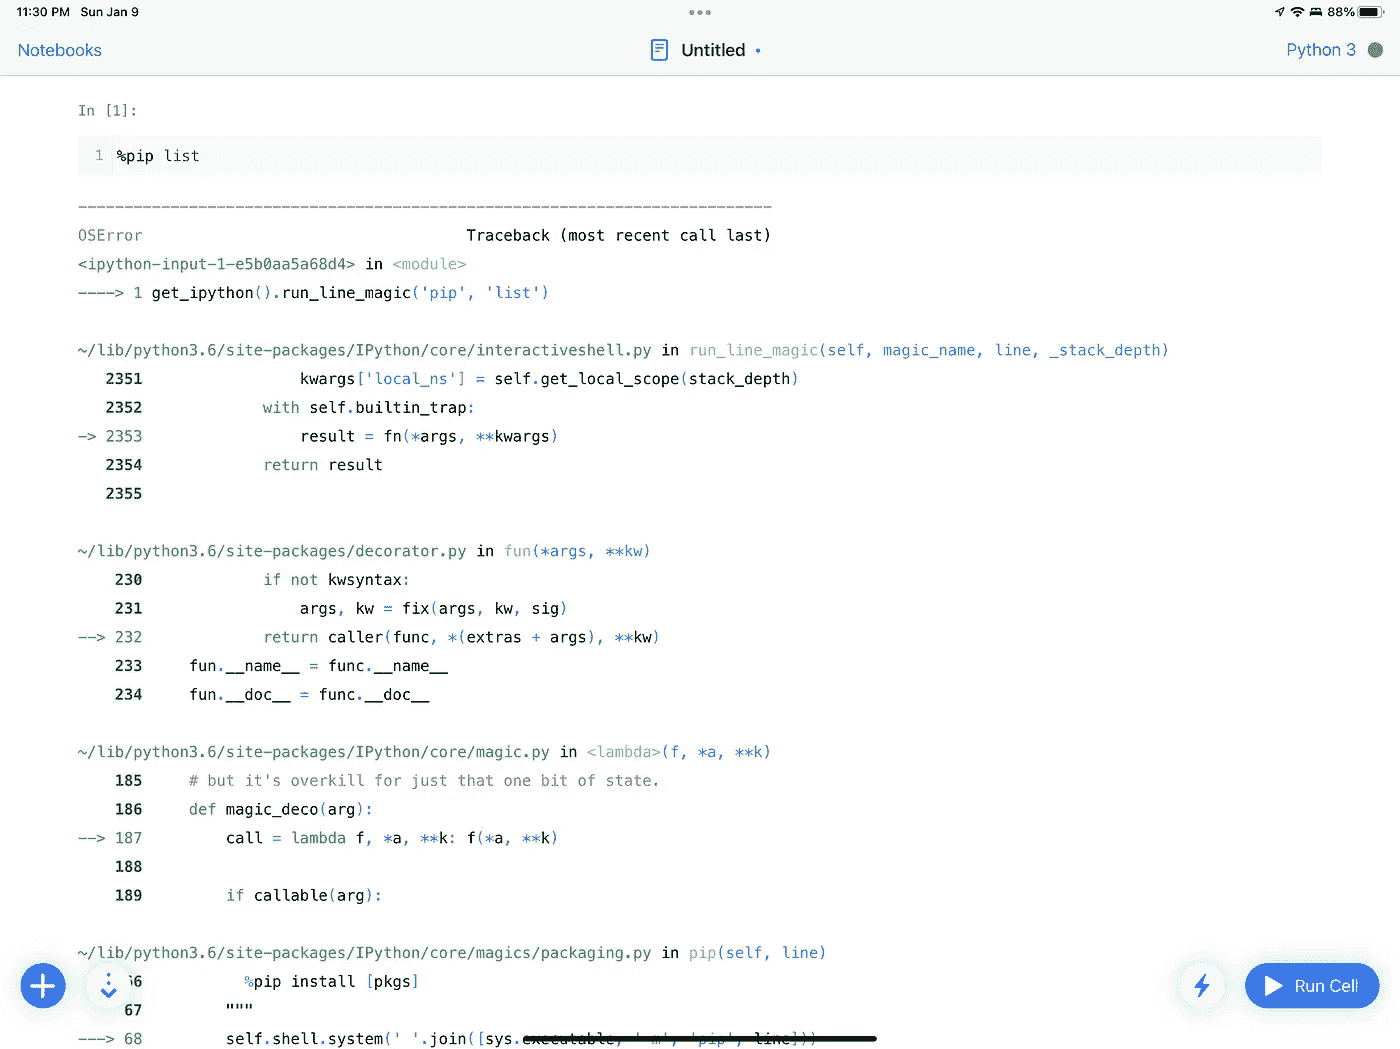 11:30 PM Sun Jan 9
88%
Notebooks
Untitled
Python 3
In [1]:
1 %pip list
---------------------------------------------------------------------------
OSError Traceback (most recent call last)
<ipython-input-1-e5b0aa5a68d4> in <module>
----> 1 get_ipython().run_line_magic('pip', 'list')
~/lib/python3.6/site-packages/IPython/core/interactiveshell.py in run_line_magic(self, magic_name, line, _stack_depth)
2351 kwargs['local_ns'] = self.get_local_scope(stack_depth)
2352 with self.builtin_trap:
-> 2353 result = fn(*args, **kwargs)
2354 return result
2355
~/lib/python3.6/site-packages/decorator.py in fun(*args, **kw)
230 if not kwsyntax:
231 args, kw = fix(args, kw, sig)
--> 232 return caller(func, *(extras + args), **kw)
233 fun.__name__ = func.__name__
234 fun.__doc__ = func.__doc__
~/lib/python3.6/site-packages/IPython/core/magic.py in <lambda>(f, *a, **k)
185 # but it's overkill for just that one bit of state.
186 def magic_deco(arg):
--> 187 call = lambda f, *a, **k: f(*a, **k)
188
189 if callable(arg):
~/lib/python3.6/site-packages/IPython/core/magics/packaging.py in pip(self, line)
66 %pip install [pkgs]
67 """
---> 68 self.shell.system(' '.join([sys.executable, '-m', 'pip', line]))
Run Cell